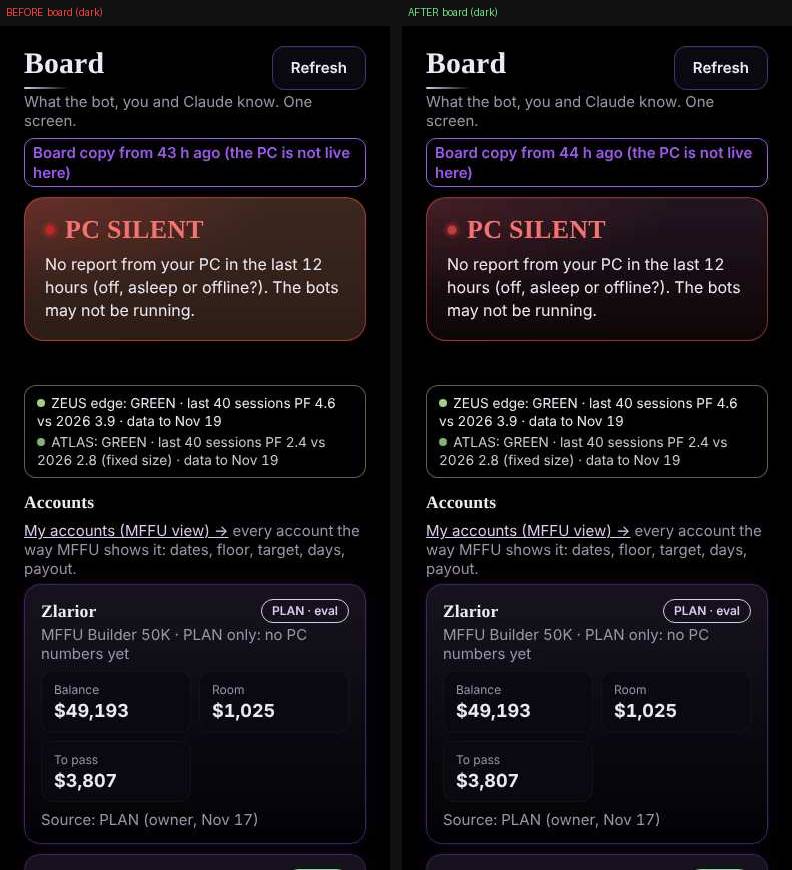 BEFORE board (dark)
Board
Refresh
What the bot, you and Claude know. One
screen.
Board copy from 43 h ago (the PC is not live
here)
PC SILENT
No report from your PC in the last 12
hours (off, asleep or offline?). The bots
may not be running.
ZEUS edge: GREEN · last 40 sessions PF 4.6
vs 2026 3.9 · data to Nov 19
ATLAS: GREEN · last 40 sessions PF 2.4 vs
2026 2.8 (fixed size) · data to Nov 19
Accounts
My accounts (MFFU view) → every account the
way MFFU shows it: dates, floor, target, days,
payout.
Zlarior
PLAN · eval
MFFU Builder 50K · PLAN only: no PC
numbers yet
Balance
$49,193
Room
$1,025
To pass
$3,807
Source: PLAN (owner, Nov 17)
AFTER board (dark)
Board
Refresh
What the bot, you and Claude know. One
screen.
Board copy from 44 h ago (the PC is not live
here)
PC SILENT
No report from your PC in the last 12
hours (off, asleep or offline?). The bots
may not be running.
ZEUS edge: GREEN · last 40 sessions PF 4.6
vs 2026 3.9 · data to Nov 19
ATLAS: GREEN · last 40 sessions PF 2.4 vs
2026 2.8 (fixed size) · data to Nov 19
Accounts
My accounts (MFFU view) → every account the
way MFFU shows it: dates, floor, target, days,
payout.
Zlarior
PLAN · eval
MFFU Builder 50K · PLAN only: no PC
numbers yet
Balance
$49,193
Room
$1,025
To pass
$3,807
Source: PLAN (owner, Nov 17)